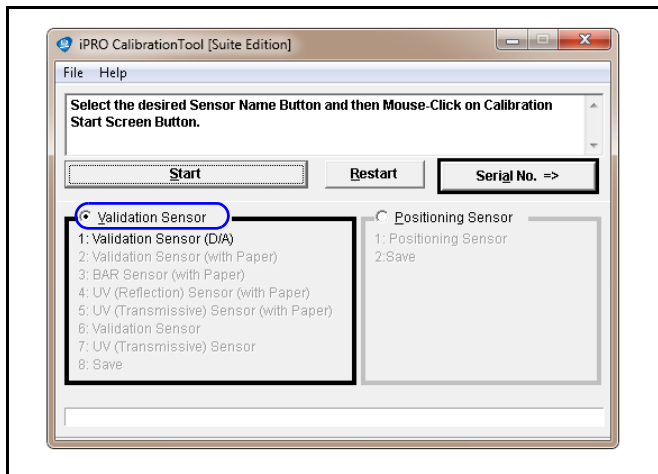 iPRO CalibrationTool [Suite Edition]
File Help
Select the desired Sensor Name Button and then Mouse-Click on Calibration
Start Screen Button.
Start
Restart
Serial No. =>
Validation Sensor
1: Validation Sensor (D/A)
2: Validation Sensor (with Paper)
3: BAR Sensor (with Paper)
4: UV (Reflection) Sensor (with Paper)
5: UV (Transmissive) Sensor (with Paper)
6: Validation Sensor
7: UV (Transmissive) Sensor
8: Save
Positioning Sensor
1: Positioning Sensor
2:Save